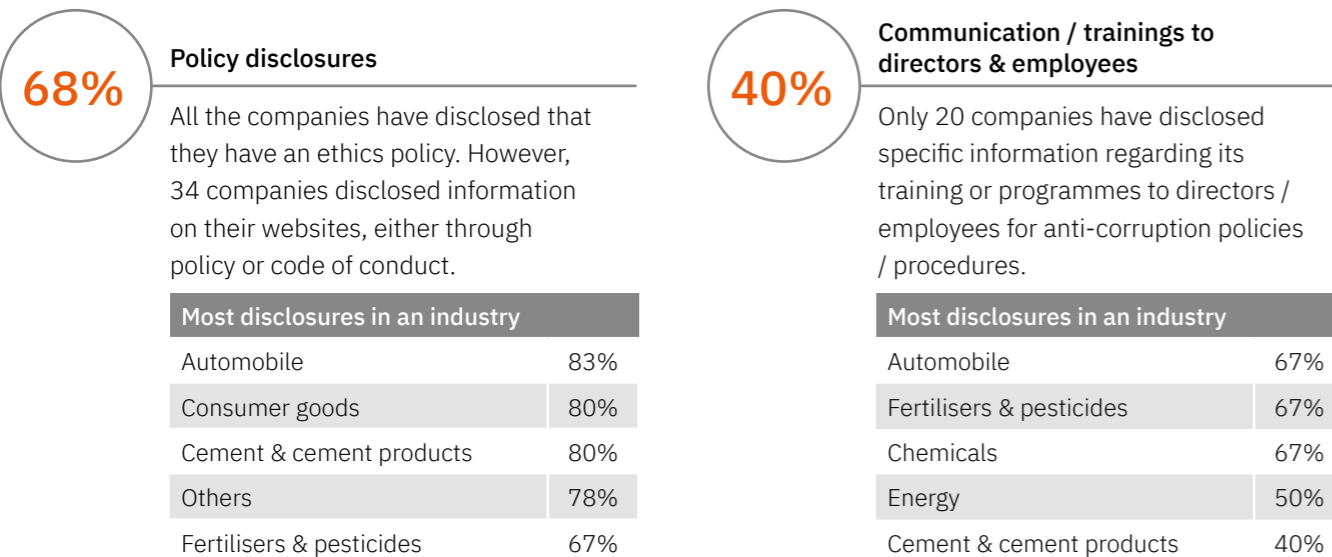 68%
Policy disclosures
All the companies have disclosed that
they have an ethics policy. However,
34 companies disclosed information
on their websites, either through
policy or code of conduct.
Most disclosures in an industry
Automobile 83%
Consumer goods 80%
Cement & cement products 80%
Others 78%
Fertilisers & pesticides 67%
40%
Communication / trainings to
directors & employees
Only 20 companies have disclosed
specific information regarding its
training or programmes to directors /
employees for anti-corruption policies
/ procedures.
Most disclosures in an industry
Automobile 67%
Fertilisers & pesticides 67%
Chemicals 67%
Energy 50%
Cement & cement products 40%